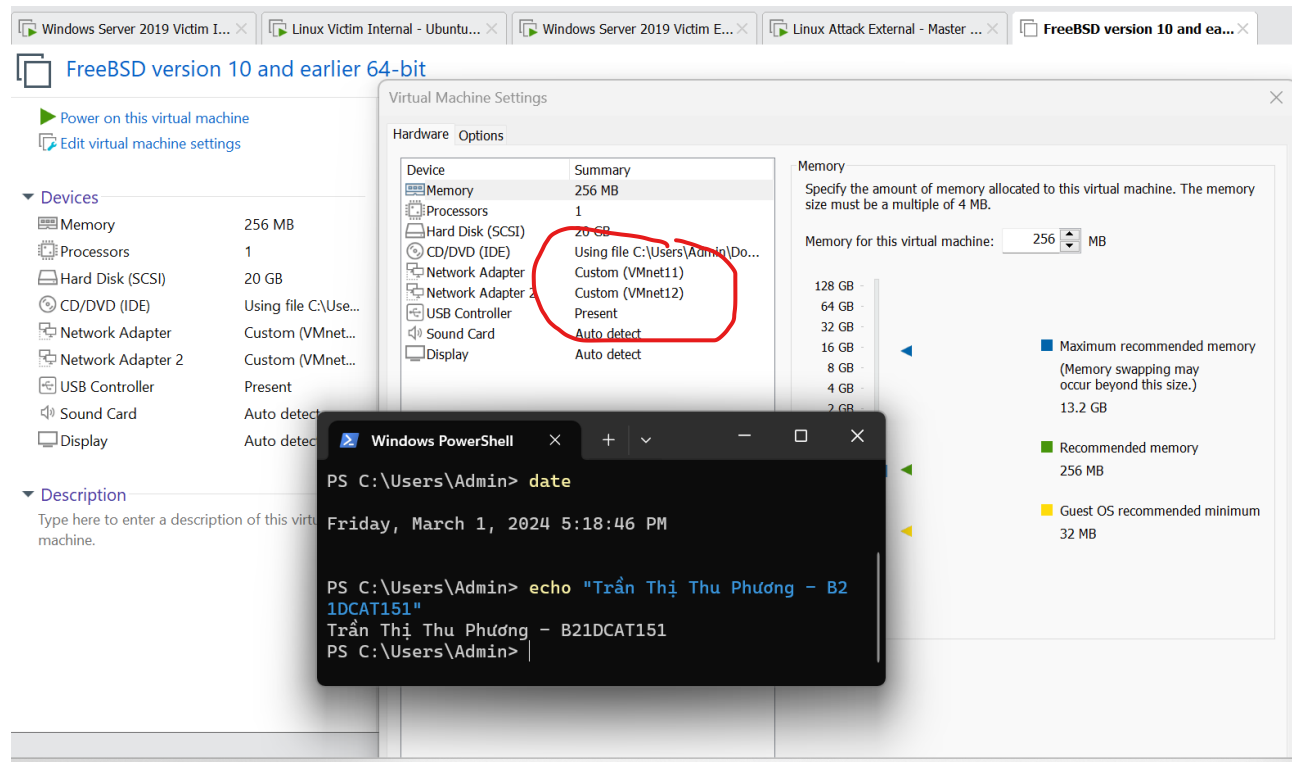 Windows Server 2019 Victim I...
Linux Victim Internal - Ubuntu...
Windows Server 2019 Victim E...
Linux Attack External - Master ...
FreeBSD version 10 and ea...
FreeBSD version 10 and earlier 64-bit
Power on this virtual machine
Edit virtual machine settings
Devices
Memory 256 MB
Processors 1
Hard Disk (SCSI) 20 GB
CD/DVD (IDE) Using file C:\Use...
Network Adapter Custom (VMnet...
Network Adapter 2 Custom (VMnet...
USB Controller Present
Sound Card Auto detect
Display Auto detec
Description
Type here to enter a description of this virtu
machine.
Virtual Machine Settings
Hardware Options
Device Summary
Memory 256 MB
Processors 1
Hard Disk (SCSI) 20 GB
CD/DVD (IDE) Using file C:\Users\Admin\Do...
Network Adapter Custom (VMnet11)
Network Adapter 2 Custom (VMnet12)
USB Controller Present
Sound Card Auto detect
Display Auto detect
Memory
Specify the amount of memory allocated to this virtual machine. The memory
size must be a multiple of 4 MB.
Memory for this virtual machine: 256 MB
128 GB
64 GB
32 GB
16 GB
8 GB
4 GB
2 GB
Maximum recommended memory
(Memory swapping may
occur beyond this size.)
13.2 GB
Recommended memory
256 MB
Guest OS recommended minimum
32 MB
Windows PowerShell
PS C:\Users\Admin> date
Friday, March 1, 2024 5:18:46 PM
PS C:\Users\Admin> echo "Trần Thị Thu Phương - B2
1DCAT151"
Trần Thị Thu Phương - B21DCAT151
PS C:\Users\Admin>